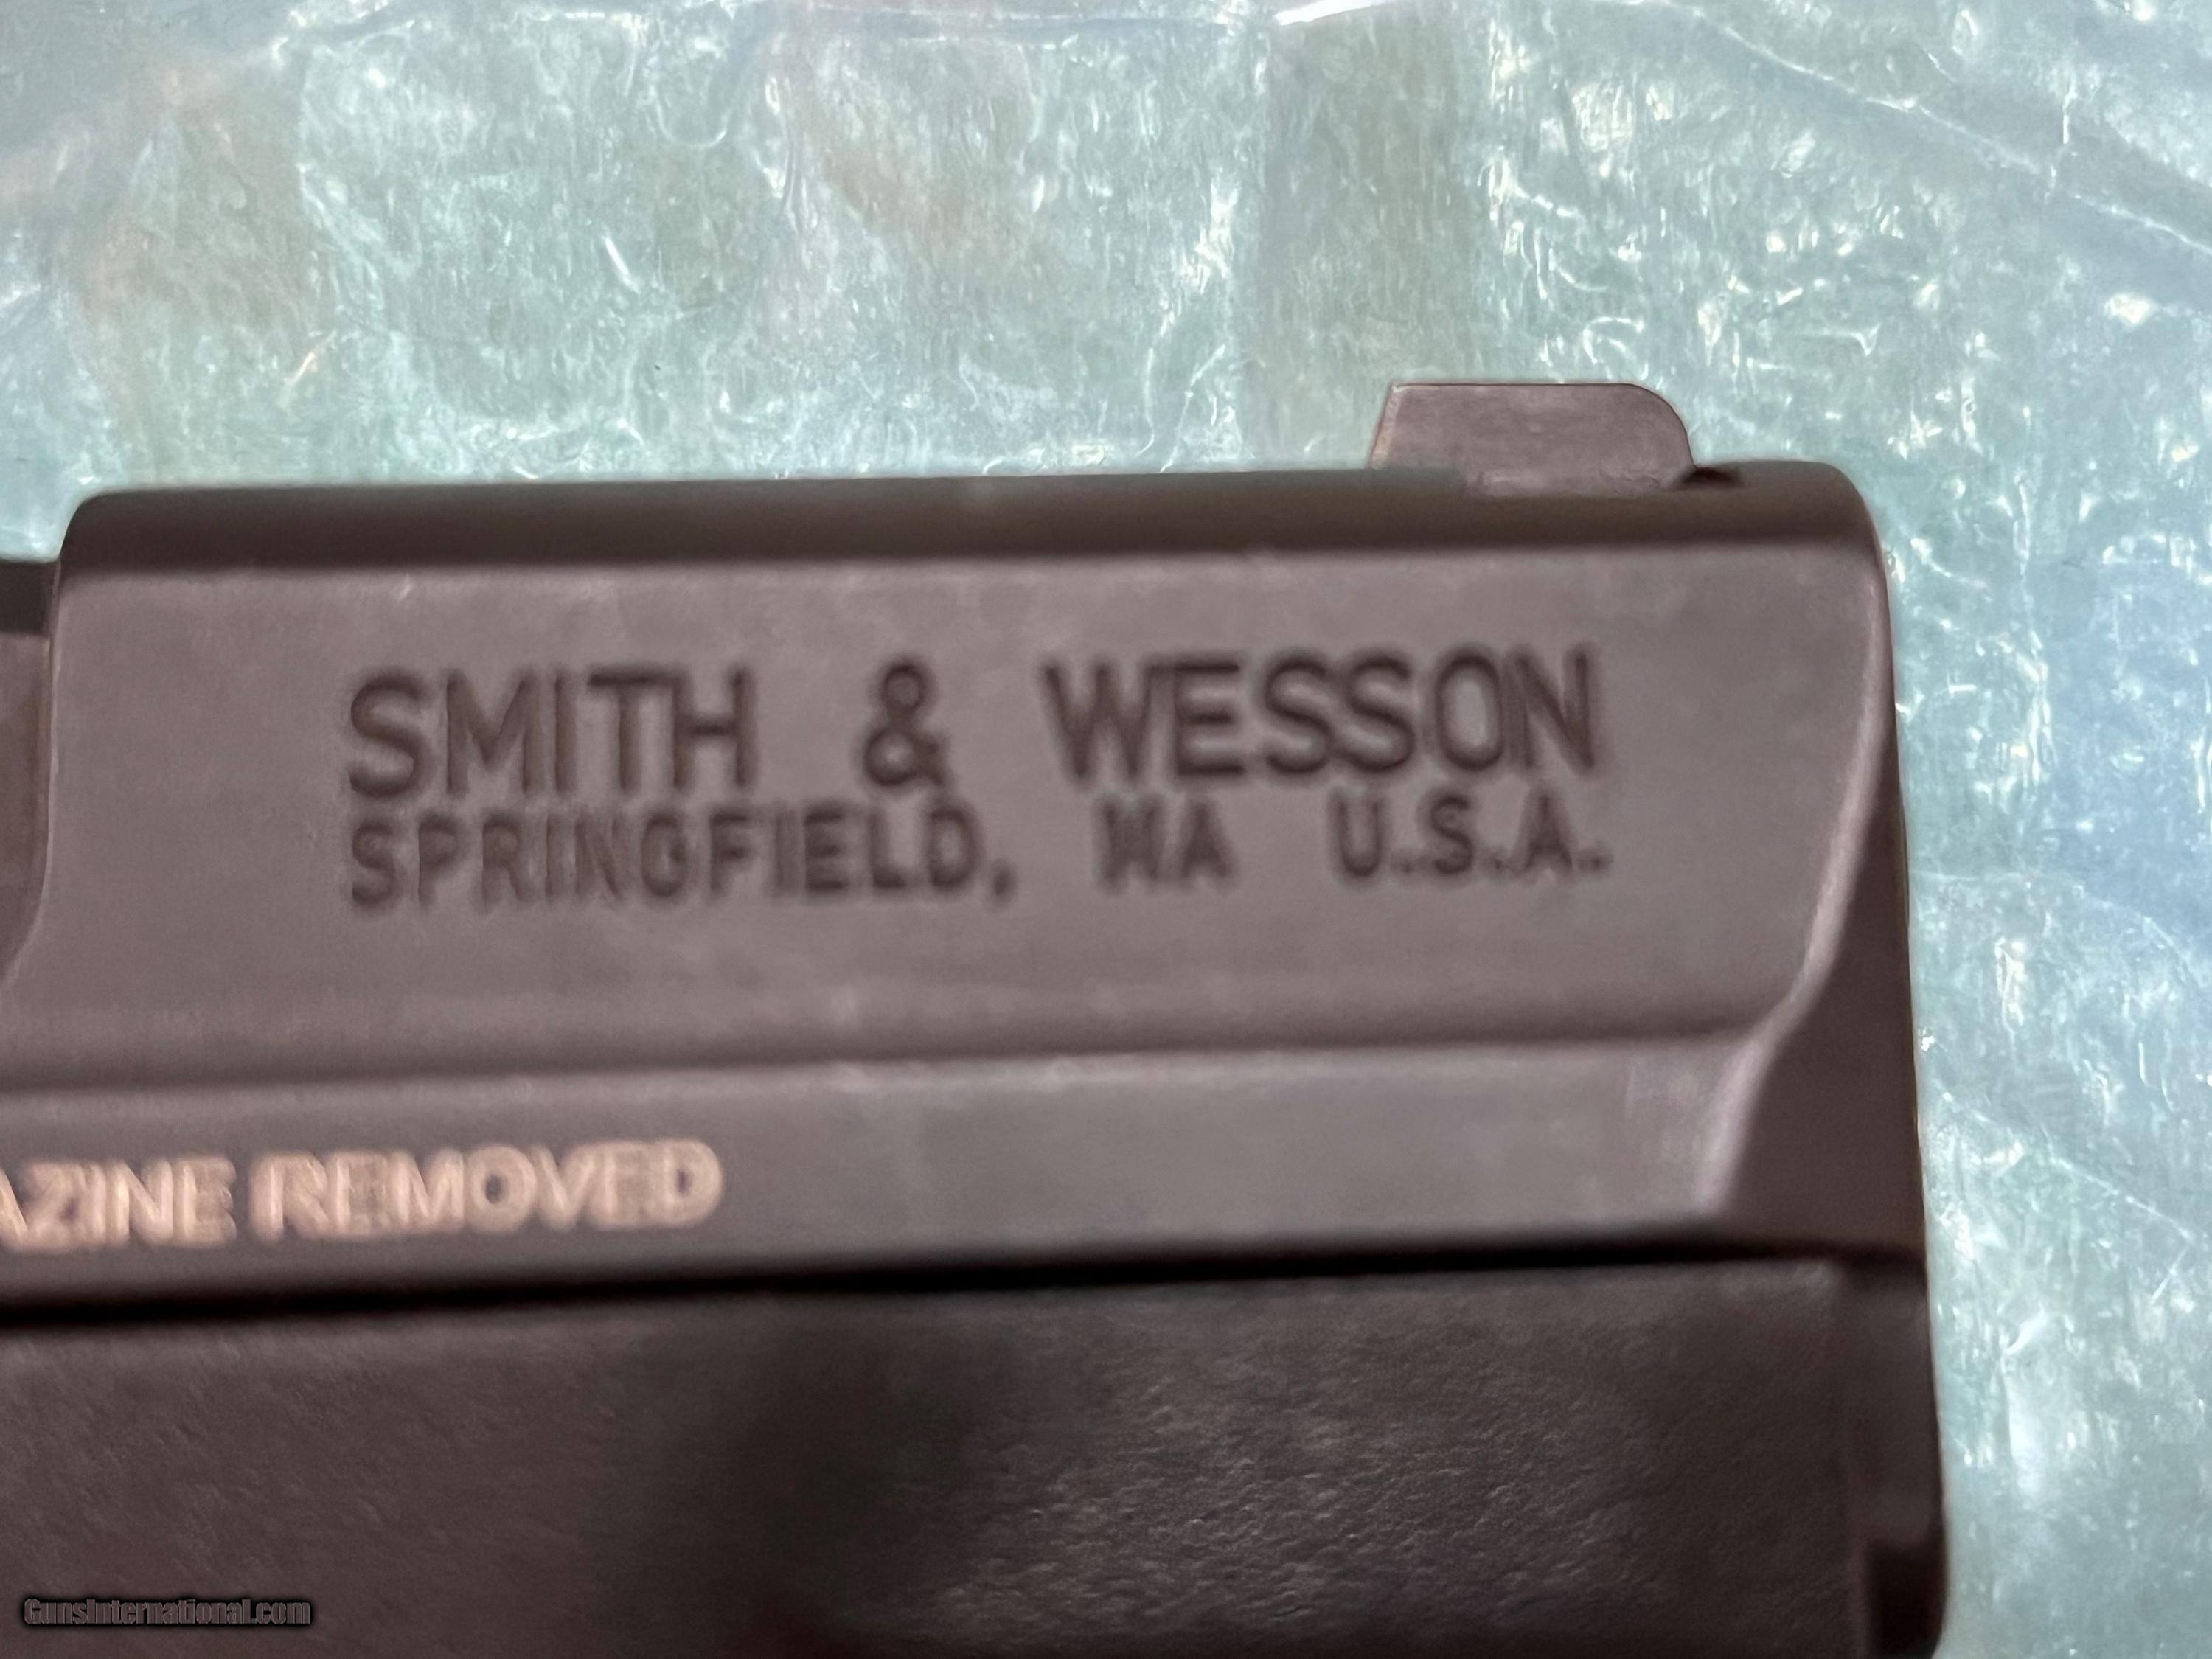 SMITH & WESSON
SPRINGFIELD, MA U.S.A.
AZINE REMOVED
GunsInternational.com